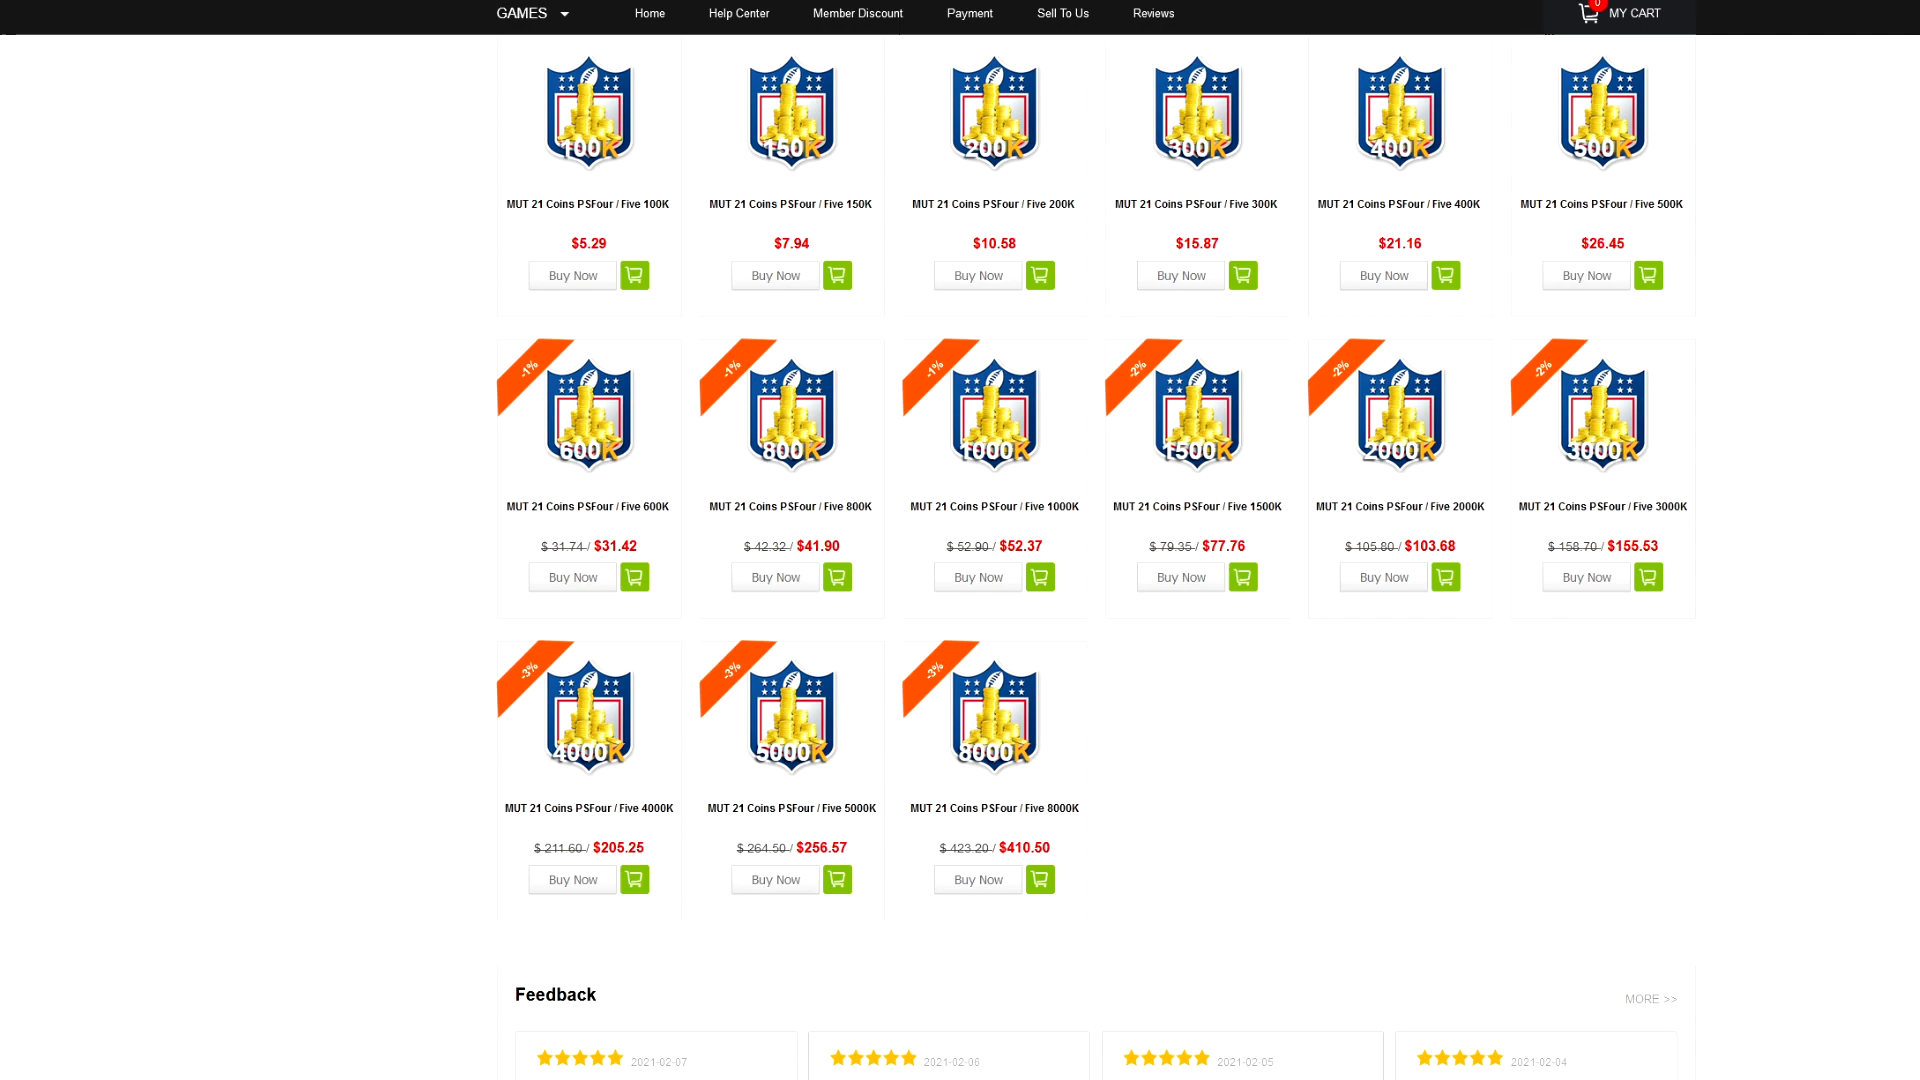 GAMES Home Help Center Member Discount Payment Sell To Us Reviews 0 MY CART
100K 150K 200K 300K 400K 500K
MUT 21 Coins PSFour / Five 100K MUT 21 Coins PSFour / Five 150K MUT 21 Coins PSFour / Five 200K MUT 21 Coins PSFour / Five 300K MUT 21 Coins PSFour / Five 400K MUT 21 Coins PSFour / Five 500K
$5.29 $7.94 $10.58 $15.87 $21.16 $26.45
Buy Now Buy Now Buy Now Buy Now Buy Now Buy Now
-1% -1% -1% -2% -2% -2%
600K 800K 1000K 1500K 2000K 3000K
MUT 21 Coins PSFour / Five 600K MUT 21 Coins PSFour / Five 800K MUT 21 Coins PSFour / Five 1000K MUT 21 Coins PSFour / Five 1500K MUT 21 Coins PSFour / Five 2000K MUT 21 Coins PSFour / Five 3000K
$ 31.74 / $31.42 $ 42.32 / $41.90 $ 52.90 / $52.37 $ 79.35 / $77.76 $ 105.80 / $103.68 $ 158.70 / $155.53
Buy Now Buy Now Buy Now Buy Now Buy Now Buy Now
-3% -3% -3%
4000K 5000K 8000K
MUT 21 Coins PSFour / Five 4000K MUT 21 Coins PSFour / Five 5000K MUT 21 Coins PSFour / Five 8000K
$ 211.60 / $205.25 $ 264.50 / $256.57 $ 423.20 / $410.50
Buy Now Buy Now Buy Now
Feedback MORE >>
2021-02-07 2021-02-06 2021-02-05 2021-02-04